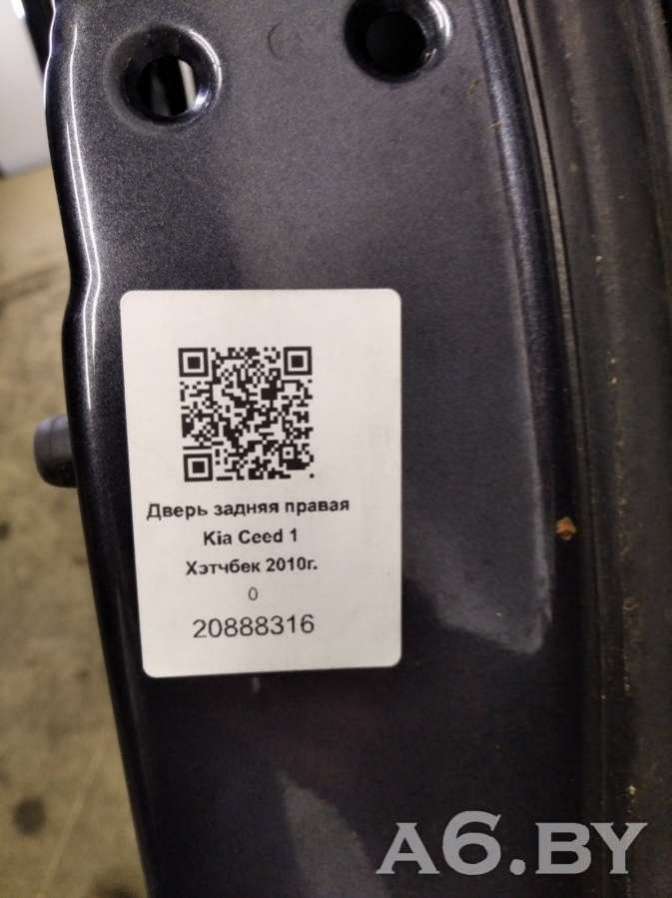 Дверь задняя правая
Kia Ceed 1
Хэтчбек 2010г.
0
20888316
A6.BY